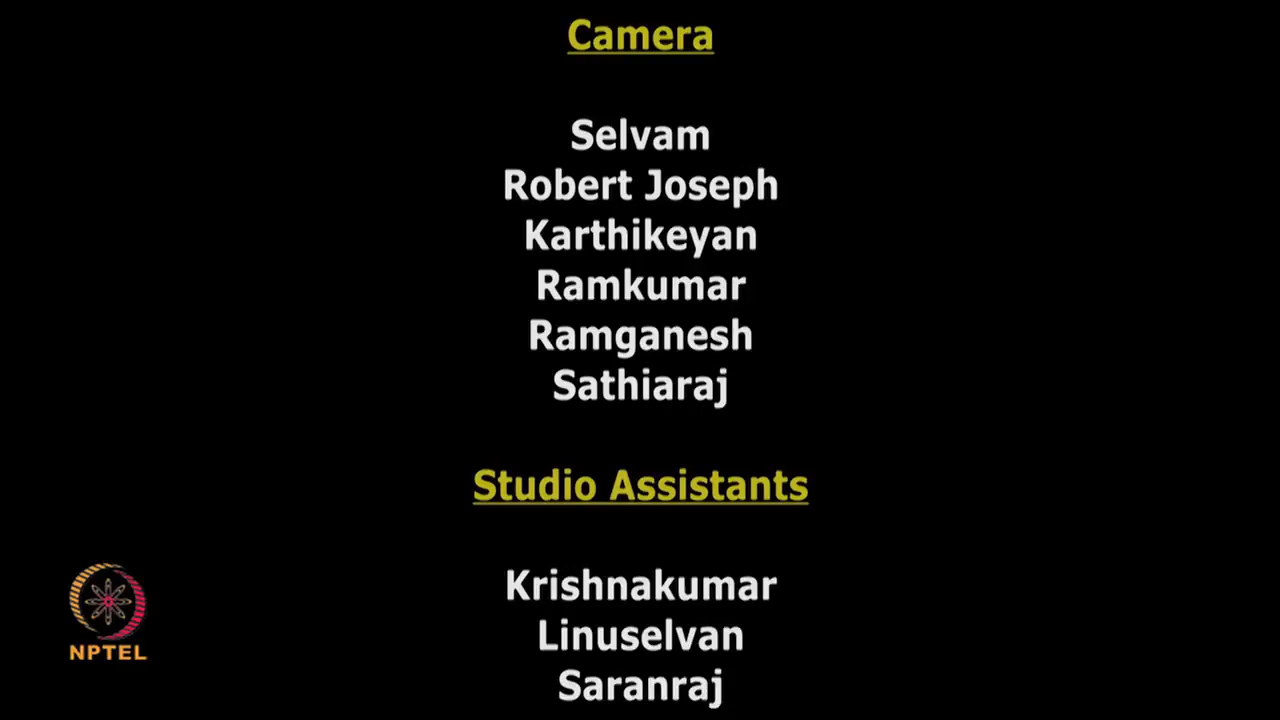 Camera
Selvam
Robert Joseph
Karthikeyan
Ramkumar
Ramganesh
Sathiaraj
Studio Assistants
Krishnakumar
Linuselvan
Saranraj
NPTEL